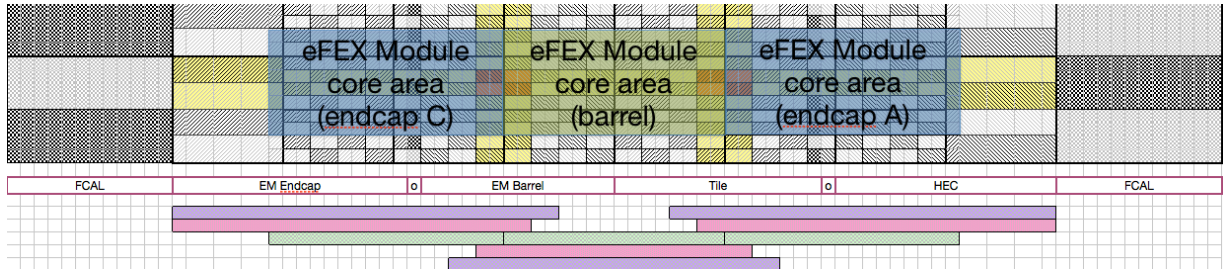 eFEX Module
core area
(endcap C)
eFEX Module
core area
(barrel)
eFEX Module
core area
(endcap A)
FCAL
EM Endcap
o
EM Barrel
Tile
o
HEC
FCAL